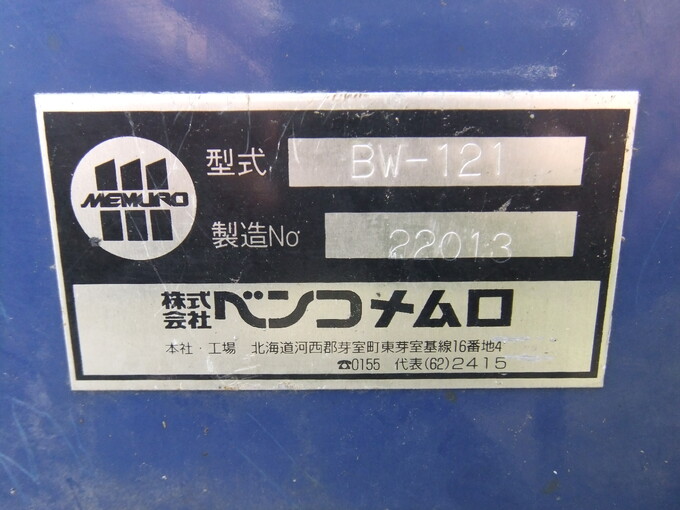 MEMURO
型式 BW-121
製造No 22013
株式会社 ベンコメムロ
本社・工場 北海道河西郡芽室町東芽室基線16番地4
☎0155 代表(62)2415